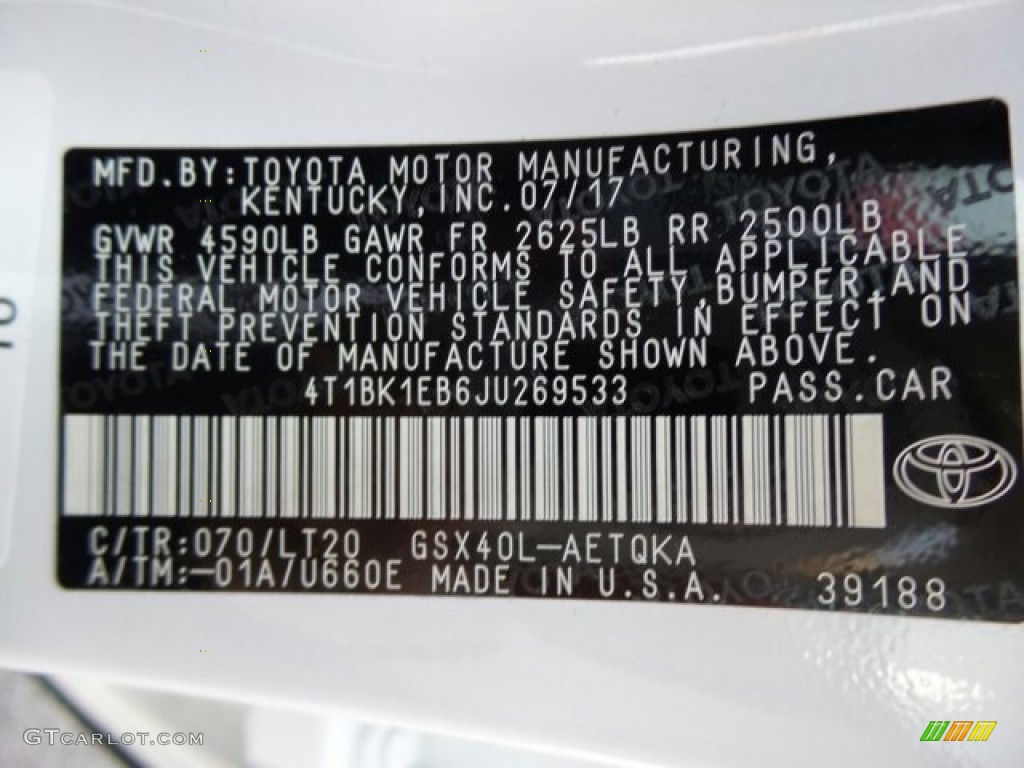 MFD.BY:TOYOTA MOTOR MANUFACTURING,
KENTUCKY,INC.07/17
GVWR 4590LB GAWR FR 2625LB RR 2500LB
THIS VEHICLE CONFORMS TO ALL APPLICABLE
FEDERAL MOTOR VEHICLE SAFETY,BUMPER,AND
THEFT PREVENTION STANDARDS IN EFFECT ON
THE DATE OF MANUFACTURE SHOWN ABOVE.
4T1BK1EB6JU269533 PASS.CAR
C/TR:070/LT20 GSX40L-AETQKA
A/TM:-01A/U660E MADE IN U.S.A. 39188
GTCARLOT.COM